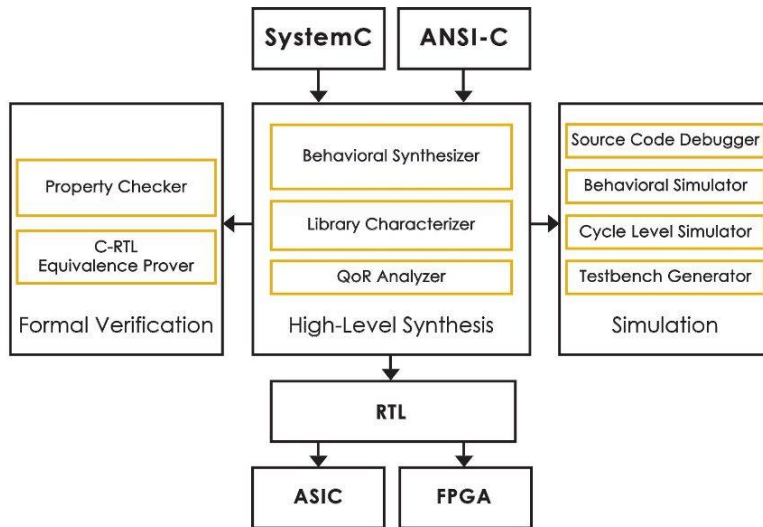 SystemC
ANSI-C
Property Checker
C-RTL
Equivalence Prover
Formal Verification
Behavioral Synthesizer
Library Characterizer
QoR Analyzer
High-Level Synthesis
Source Code Debugger
Behavioral Simulator
Cycle Level Simulator
Testbench Generator
Simulation
RTL
ASIC
FPGA